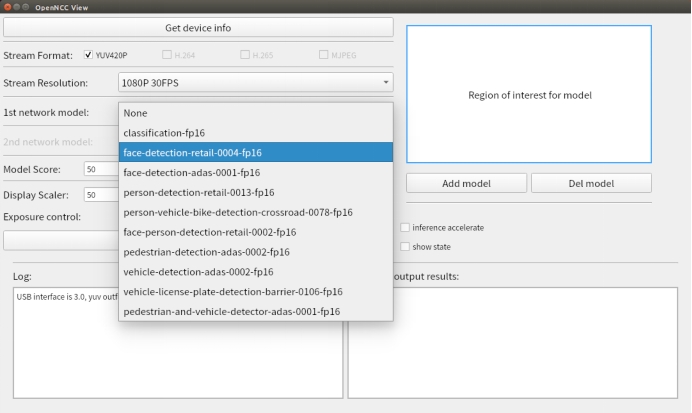 OpenNCC View
Get device info
Stream Format: YUV420P H.264 H.265 MJPEG
Stream Resolution: 1080P 30FPS
1st network model:
None
classification-fp16
2nd network model:
face-detection-retail-0004-fp16
face-detection-adas-0001-fp16
Model Score: 50
person-detection-retail-0013-fp16
Display Scaler: 50
person-vehicle-bike-detection-crossroad-0078-fp16
Exposure control:
face-person-detection-retail-0002-fp16
pedestrian-detection-adas-0002-fp16
vehicle-detection-adas-0002-fp16
vehicle-license-plate-detection-barrier-0106-fp16
pedestrian-and-vehicle-detector-adas-0001-fp16
Region of interest for model
Add model Del model
inference accelerate
show state
Log:
USB interface is 3.0, yuv outf
output results: